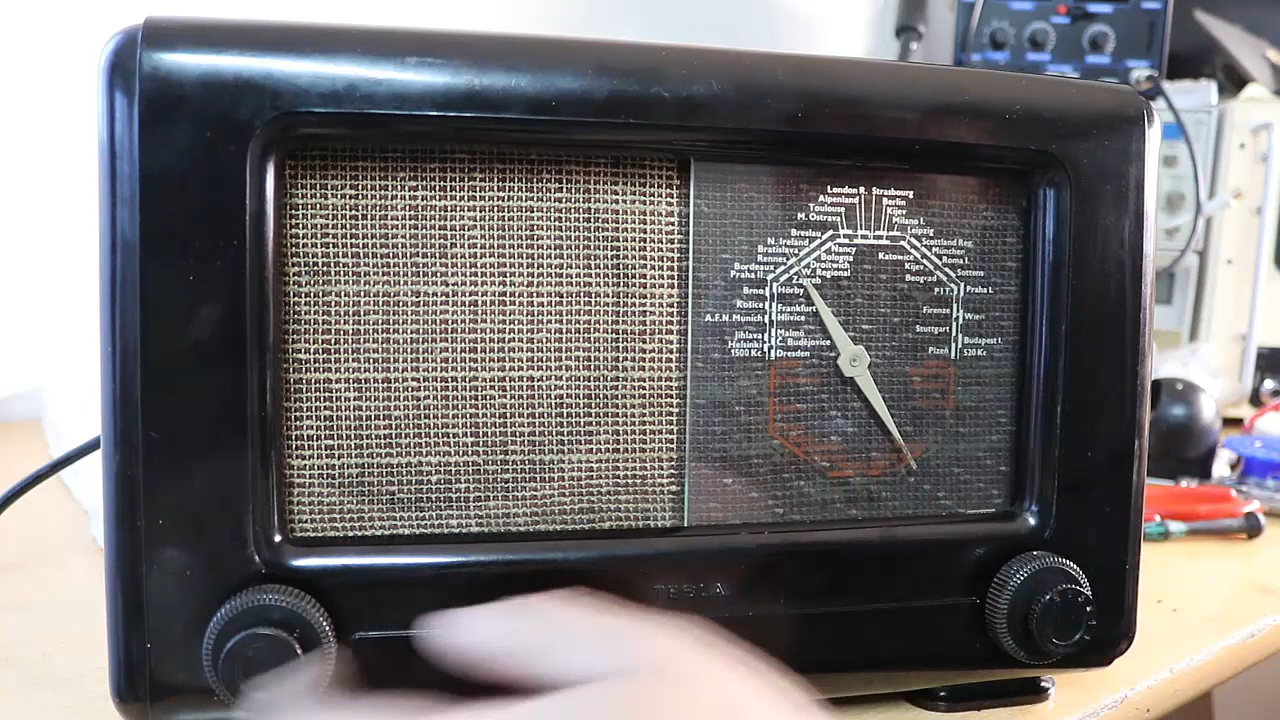 London R. Strasbourg
Alpenland Berlin
Toulouse Kijev
M. Ostrava Milano I.
Breslau Leipzig
N. Ireland Scottland Reg.
Bratislava Nancy München
Rennes Bologna Katowice Roma I.
Bordeaux Droitwich Kijev Sottens
Praha II. W. Regional Beograd
Zagreb
Brno Hörby P.I.T. Praha I.
Košice Frankfurt Firenze
A.F.N. Munich Hlivice Wien
Jihlava Malmö Stuttgart
Helsinki Č. Budějovice Budapest I.
1500 Kc Dresden Plzeň 520 Kc
TESLA